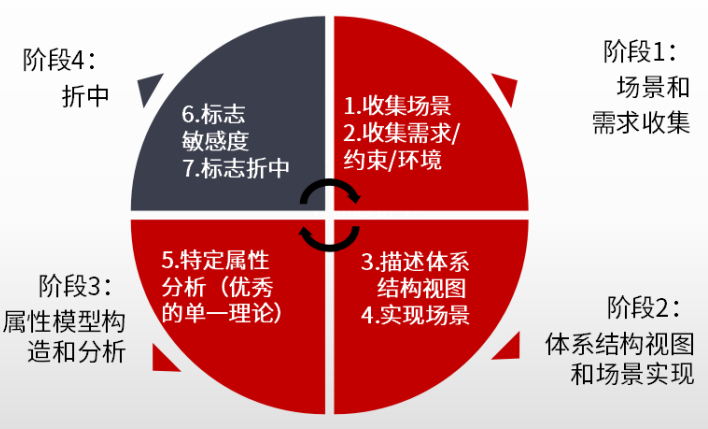 阶段4：
折中
阶段1：
场景和
需求收集
6.标志
敏感度
7.标志折中
1.收集场景
2.收集需求/
约束/环境
5.特定属性
分析（优秀
的单一理论）
3.描述体系
结构视图
4.实现场景
阶段3：
属性模型构
造和分析
阶段2：
体系结构视图
和场景实现